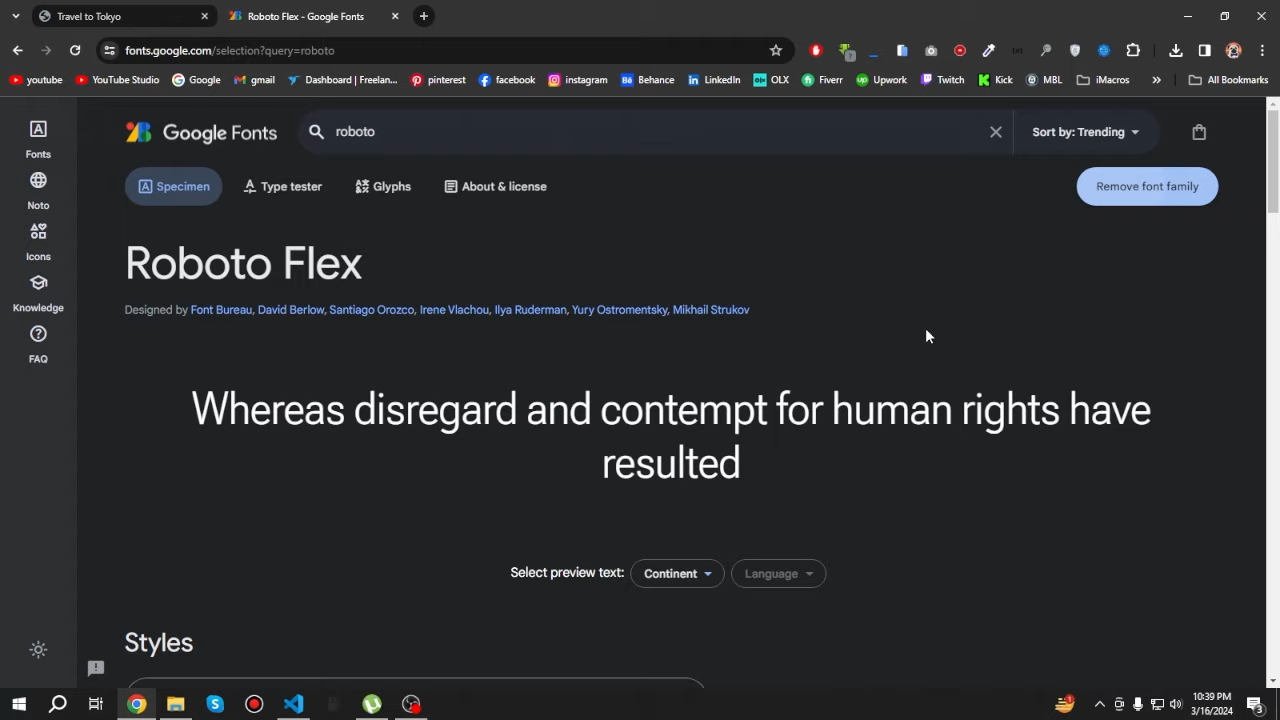 Travel to Tokyo
Roboto Flex - Google Fonts
fonts.google.com/selection?query=roboto
youtube
YouTube Studio
Google
gmail
Dashboard | Freelan...
pinterest
facebook
instagram
Behance
LinkedIn
OLX
Fiverr
Upwork
Twitch
Kick
MBL
iMacros
All Bookmarks
Google Fonts
roboto
Sort by: Trending
Fonts
Noto
Icons
Knowledge
FAQ
Specimen
Type tester
Glyphs
About & license
Remove font family
Roboto Flex
Designed by Font Bureau, David Berlow, Santiago Orozco, Irene Vlachou, Ilya Ruderman, Yury Ostromentsky, Mikhail Strukov
Whereas disregard and contempt for human rights have
resulted
Select preview text:
Continent
Language
Styles
10:39 PM
3/16/2024